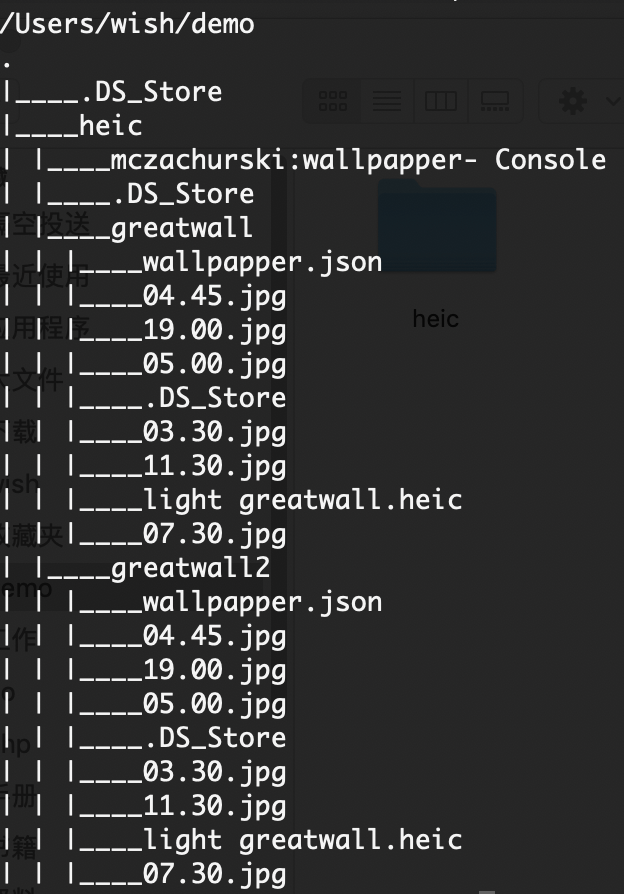 /Users/wish/demo
.
|____.DS_Store
|____heic
| |____mczachurski:wallpapper- Console
| |____.DS_Store
| |____greatwall
| | |____wallpapper.json
| | |____04.45.jpg
| | |____19.00.jpg
| | |____05.00.jpg
| | |____.DS_Store
| | |____03.30.jpg
| | |____11.30.jpg
| | |____light greatwall.heic
| | |____07.30.jpg
| |____greatwall2
| | |____wallpapper.json
| | |____04.45.jpg
| | |____19.00.jpg
| | |____05.00.jpg
| | |____.DS_Store
| | |____03.30.jpg
| | |____11.30.jpg
| | |____light greatwall.heic
| | |____07.30.jpg
heic